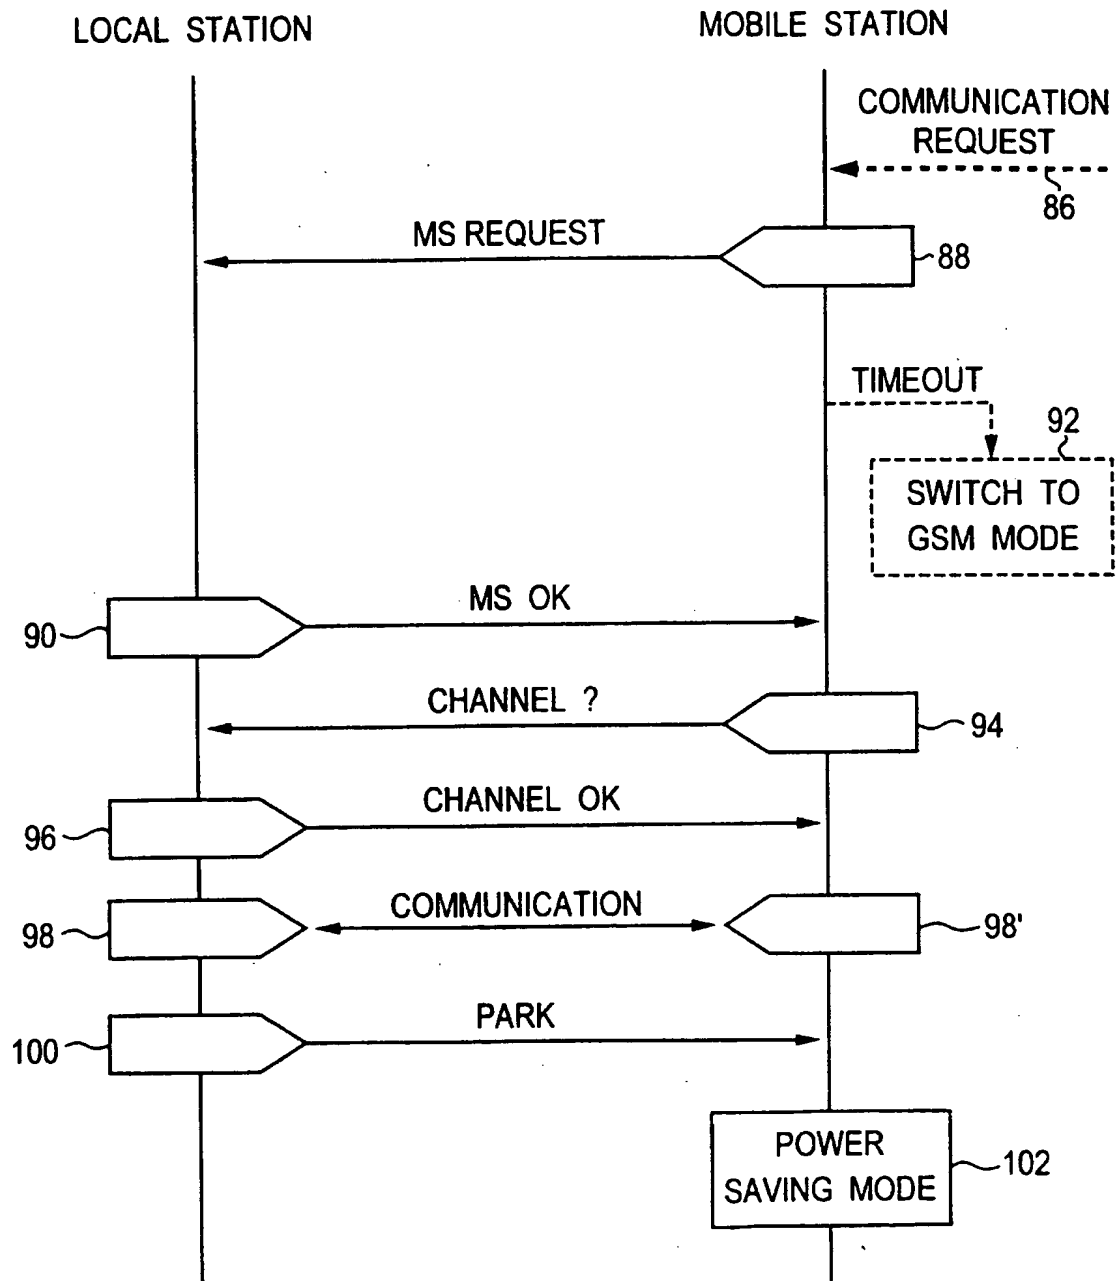 LOCAL STATION
MOBILE STATION
COMMUNICATION
REQUEST
86
MS REQUEST
88
TIMEOUT
92
SWITCH TO
GSM MODE
MS OK
90
CHANNEL ?
94
CHANNEL OK
96
COMMUNICATION
98
98'
PARK
100
POWER
SAVING MODE
102